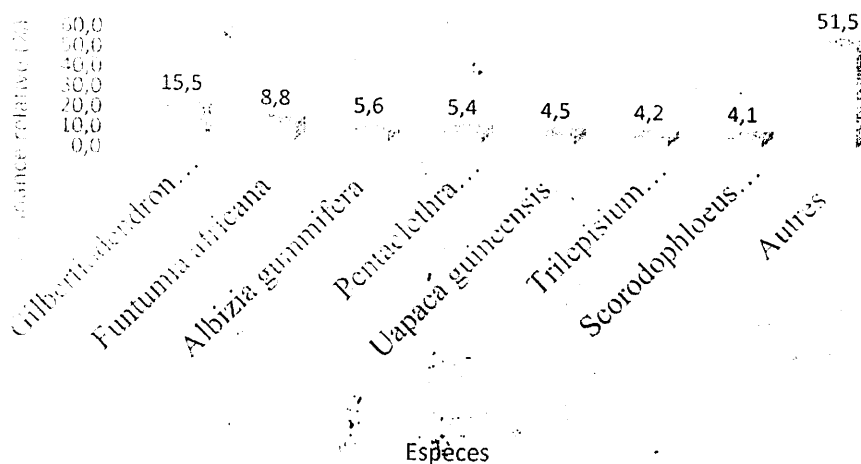 60,0
50,0
40,0
30,0
20,0
10,0
0,0
relative (%)
15,5
8,8
5,6
5,4
4,5
4,2
4,1
51,5
Gilbertiodendron…
Funtumia africana
Albizia gummifera
Pentaclethra…
Uapaca guineensis
Trilepisium…
Scorodophloeus…
Autres
Espèces